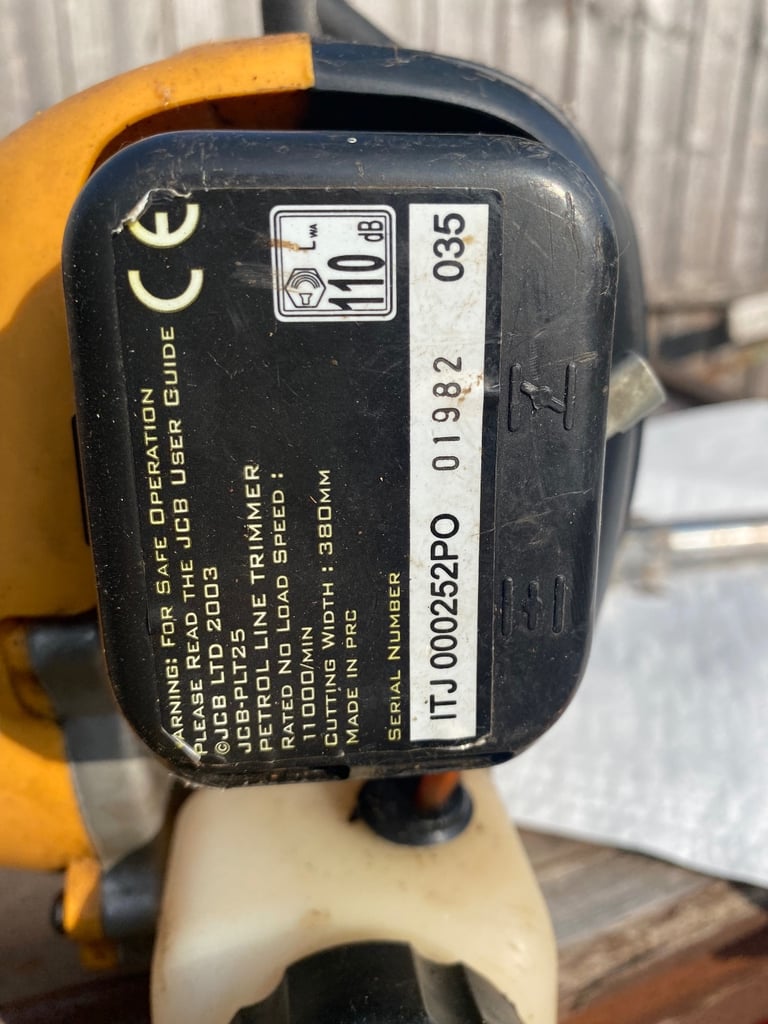 CE
ARNING: FOR SAFE OPERATION
PLEASE READ THE JCB USER GUIDE
©JCB LTD 2003
JCB-PLT25
PETROL LINE TRIMMER
RATED NO LOAD SPEED :
11000/MIN
CUTTING WIDTH : 380MM
MADE IN PRC
LWA
110 dB
SERIAL NUMBER
ITJ 000252PO 01982 035